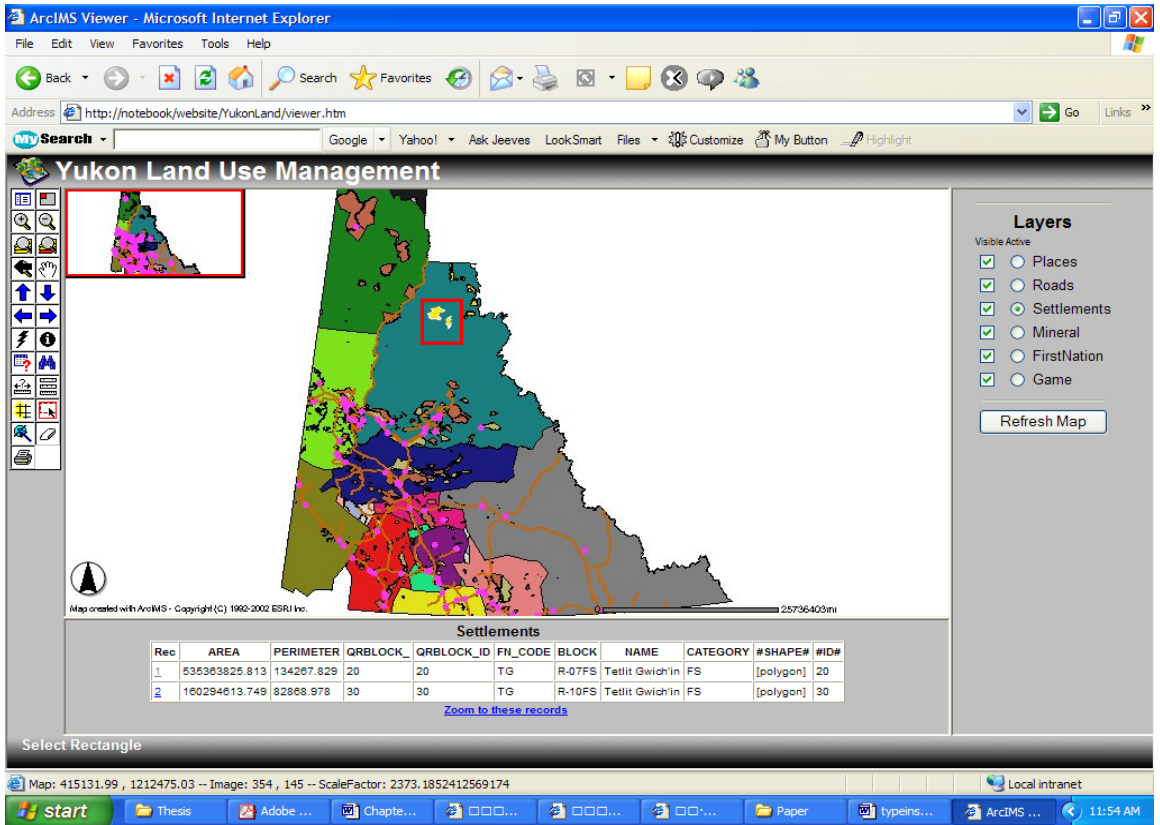 ArcIMS Viewer - Microsoft Internet Explorer
File Edit View Favorites Tools Help
Back Search Favorites
Address http://notebook/website/YukonLand/viewer.htm Go Links »
My Search Google Yahoo! Ask Jeeves LookSmart Files Customize My Button Highlight
Yukon Land Use Management
Layers
Visible Active
Places
Roads
Settlements
Mineral
FirstNation
Game
Refresh Map
Map created with ArcIMS - Copyright (C) 1992-2002 ESRI Inc.
0 25736403mi
Settlements
Rec AREA PERIMETER QRBLOCK_ QRBLOCK_ID FN_CODE BLOCK NAME CATEGORY #SHAPE# #ID#
1 535363825.813 134267.829 20 20 TG R-07FS Tetlit Gwich'in FS [polygon] 20
2 160294613.749 82868.978 30 30 TG R-10FS Tetlit Gwich'in FS [polygon] 30
Zoom to these records
Select Rectangle
Map: 415131.99 , 1212475.03 -- Image: 354 , 145 -- ScaleFactor: 2373.1852412569174 Local intranet
start Thesis Adobe ... Chapte... □□□... □□□... □□·... Paper typeins... ArcIMS ... 11:54 AM